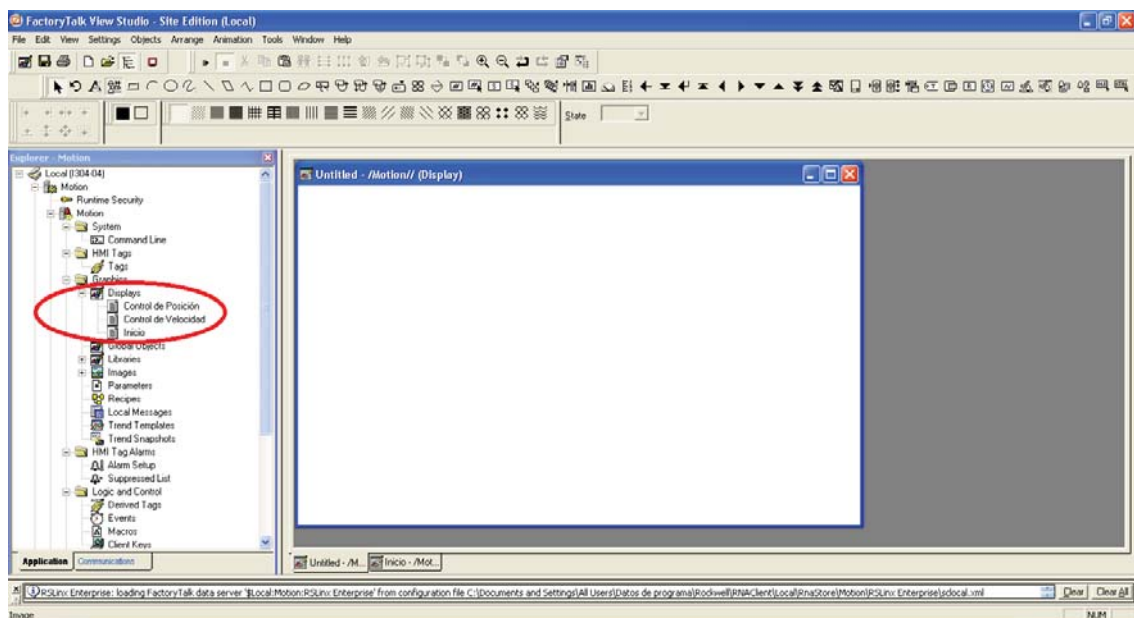 FactoryTalk View Studio - Site Edition (Local)
File Edit View Settings Objects Arrange Animation Tools Window Help
State
Explorer - Motion
Local (I304-04)
Motion
Runtime Security
Motion
System
Command Line
HMI Tags
Tags
Graphics
Displays
Control de Posición
Control de Velocidad
Inicio
Global Objects
Libraries
Images
Parameters
Recipes
Local Messages
Trend Templates
Trend Snapshots
HMI Tag Alarms
Alarm Setup
Suppressed List
Logic and Control
Derived Tags
Events
Macros
Client Keys
Application Communications
Untitled - /Motion// (Display)
Untitled - /M... Inicio - /Mot...
RSLinx Enterprise: loading FactoryTalk data server '$Local:Motion:RSLinx Enterprise' from configuration file C:\Documents and Settings\All Users\Datos de programa\Rockwell\RNAClient\Local\RnaStore\Motion\RSLinx Enterprise\sdocal.xml Clear Clear All
Image NUM